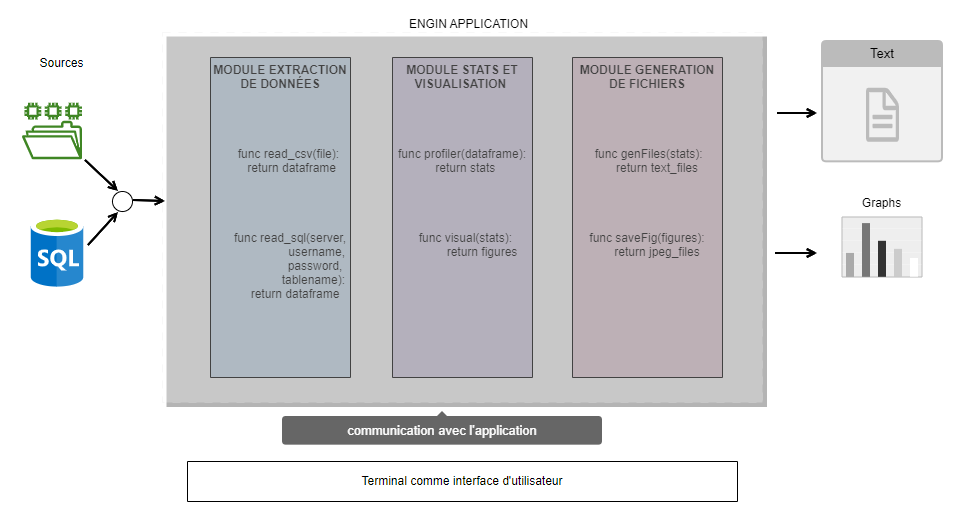 ENGIN APPLICATION
Sources
SQL
MODULE EXTRACTION
DE DONNÉES
func read_csv(file):
return dataframe
func read_sql(server,
username,
password,
tablename):
return dataframe
MODULE STATS ET
VISUALISATION
func profiler(dataframe):
return stats
func visual(stats):
return figures
MODULE GENERATION
DE FICHIERS
func genFiles(stats):
return text_files
func saveFig(figures):
return jpeg_files
Text
Graphs
communication avec l'application
Terminal comme interface d'utilisateur